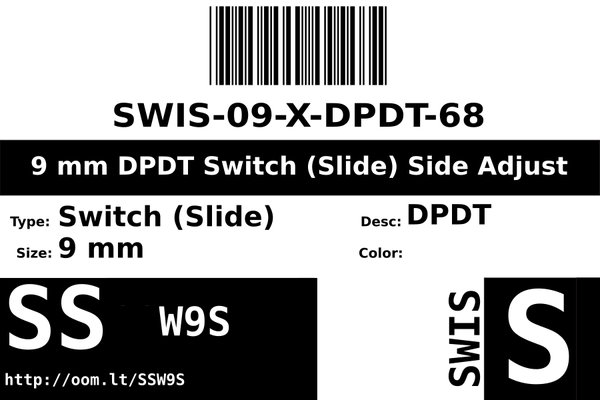 SWIS-09-X-DPDT-68
9 mm DPDT Switch (Slide) Side Adjust
Type: Switch (Slide)
Desc: DPDT
Size: 9 mm
Color:
SS W9S
http://oom.lt/SSW9S
SWIS
S